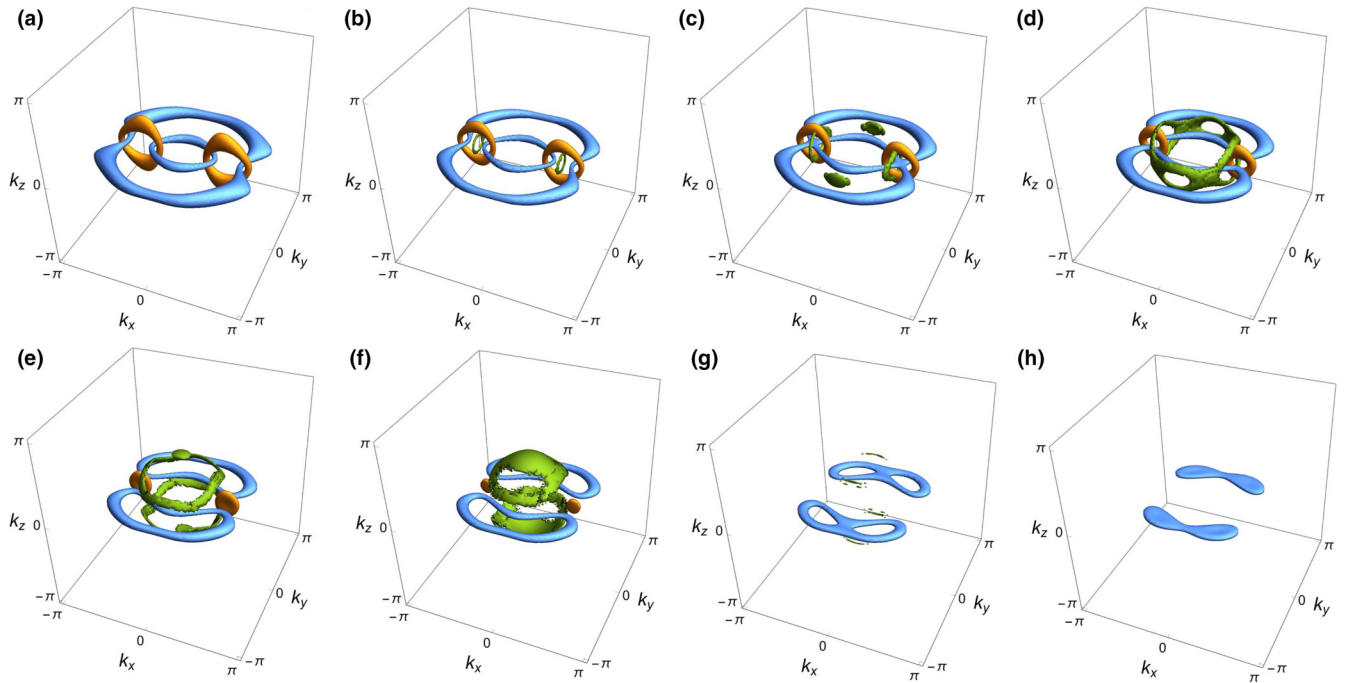 (a) (b) (c) (d)
π π π π
k_z 0 k_z 0 k_z 0 k_z 0
π π π π
0 k_y 0 k_y 0 k_y 0 k_y
−π −π −π −π
−π −π −π −π
0 0 0 0
k_x k_x k_x k_x
π −π π −π π −π π −π
(e) (f) (g) (h)
π π π π
k_z 0 k_z 0 k_z 0 k_z 0
π π π π
0 k_y 0 k_y 0 k_y 0 k_y
−π −π −π −π
−π −π −π −π
0 0 0 0
k_x k_x k_x k_x
π −π π −π π −π π −π